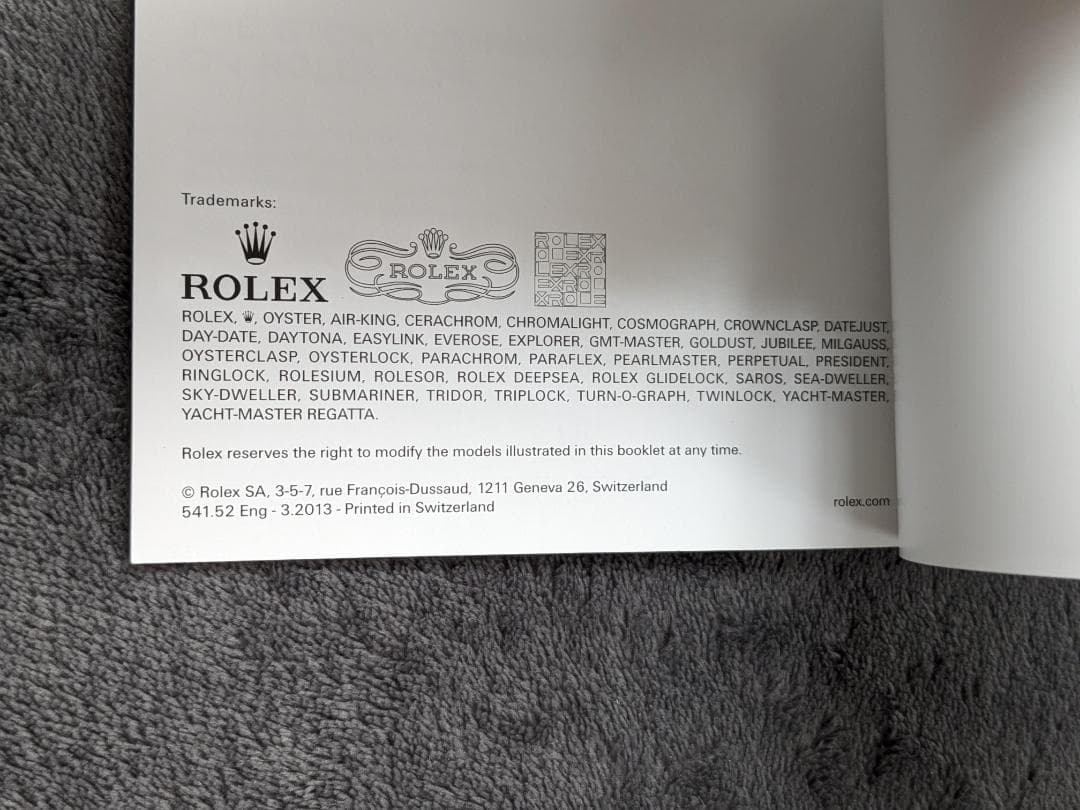 Trademarks:
ROLEX
ROLEX
ROLEX
OLEXR
LEXRO
EXROL
XROLE
ROLEX, , OYSTER, AIR-KING, CERACHROM, CHROMALIGHT, COSMOGRAPH, CROWNCLASP, DATEJUST,
DAY-DATE, DAYTONA, EASYLINK, EVEROSE, EXPLORER, GMT-MASTER, GOLDUST, JUBILEE, MILGAUSS,
OYSTERCLASP, OYSTERLOCK, PARACHROM, PARAFLEX, PEARLMASTER, PERPETUAL, PRESIDENT,
RINGLOCK, ROLESIUM, ROLESOR, ROLEX DEEPSEA, ROLEX GLIDELOCK, SAROS, SEA-DWELLER,
SKY-DWELLER, SUBMARINER, TRIDOR, TRIPLOCK, TURN-O-GRAPH, TWINLOCK, YACHT-MASTER,
YACHT-MASTER REGATTA.
Rolex reserves the right to modify the models illustrated in this booklet at any time.
© Rolex SA, 3-5-7, rue François-Dussaud, 1211 Geneva 26, Switzerland
541.52 Eng - 3.2013 - Printed in Switzerland
rolex.com